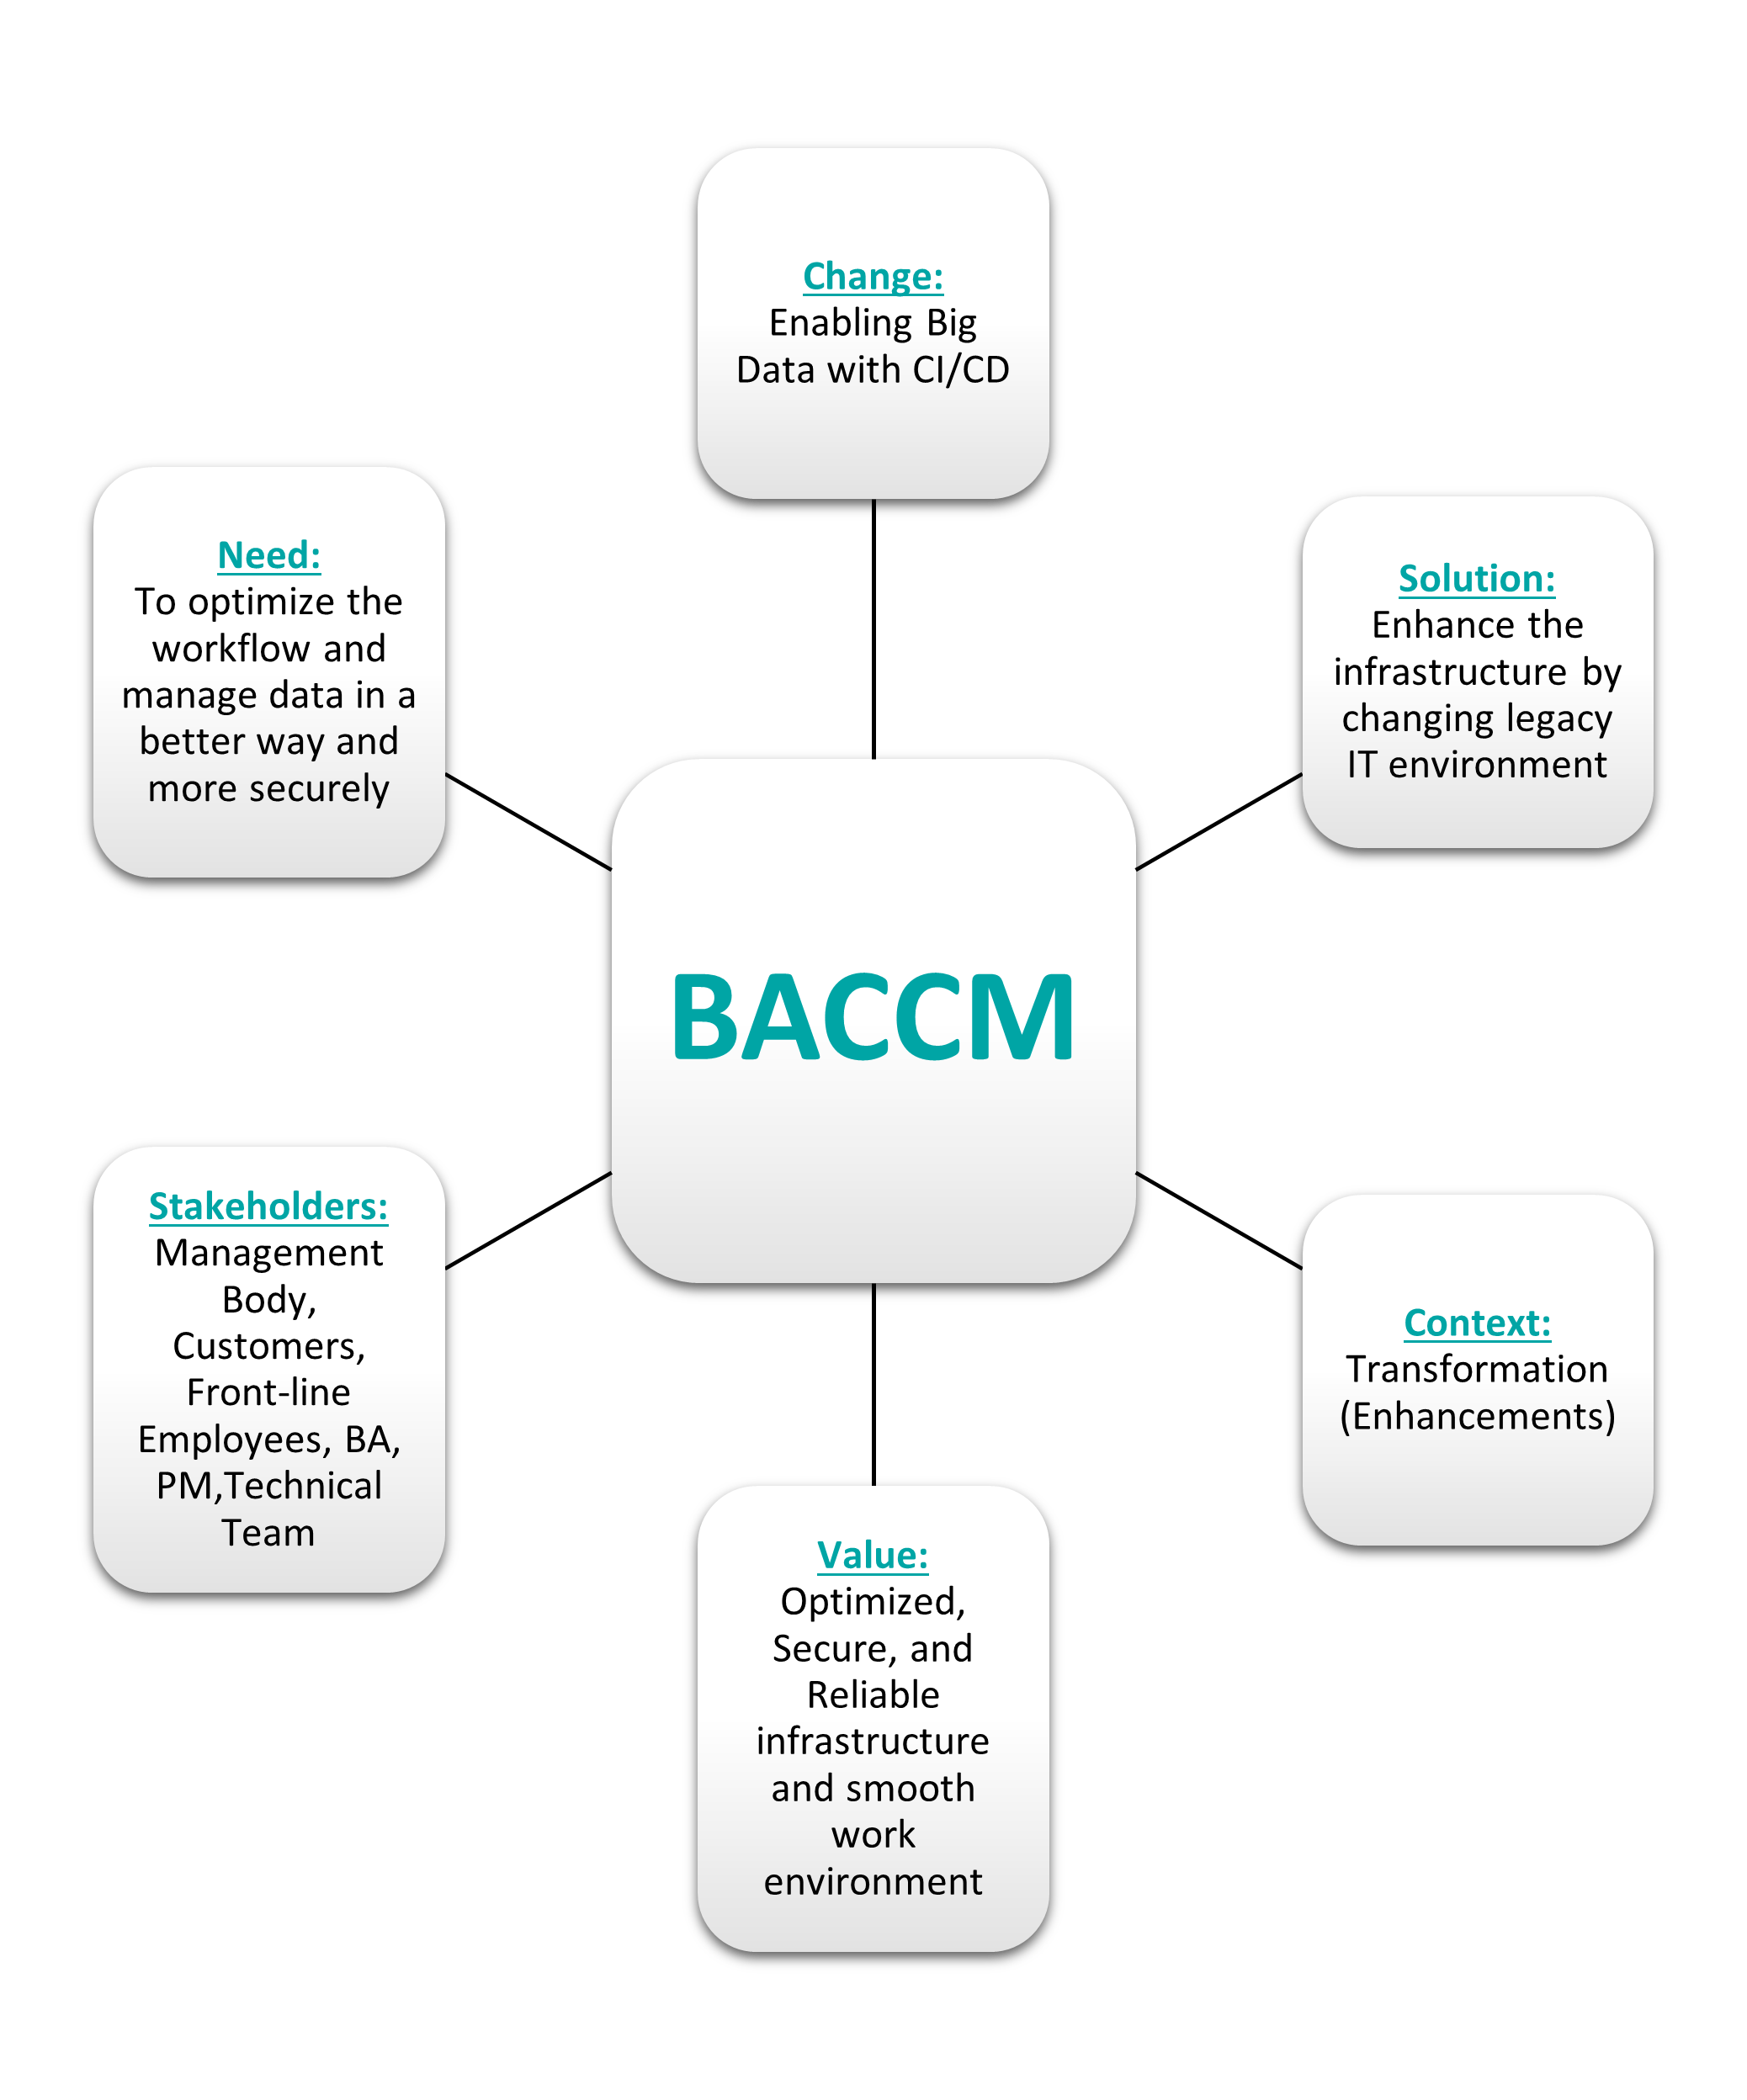 Change:
Enabling Big
Data with CI/CD
Need:
To optimize the
workflow and
manage data in a
better way and
more securely
Solution:
Enhance the
infrastructure by
changing legacy
IT environment
BACCM
Stakeholders:
Management
Body,
Customers,
Front-line
Employees, BA,
PM,Technical
Team
Context:
Transformation
(Enhancements)
Value:
Optimized,
Secure, and
Reliable
infrastructure
and smooth
work
environment